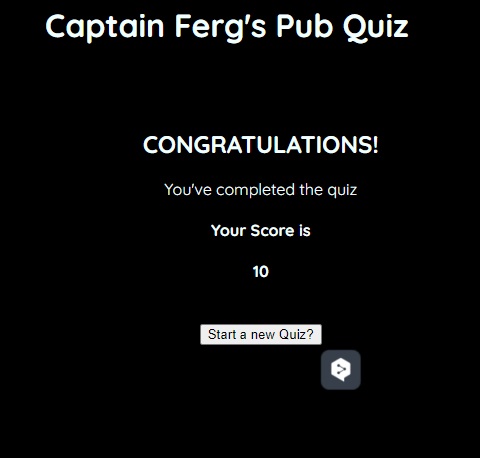 Captain Ferg's Pub Quiz
CONGRATULATIONS!
You've completed the quiz
Your Score is
10
Start a new Quiz?